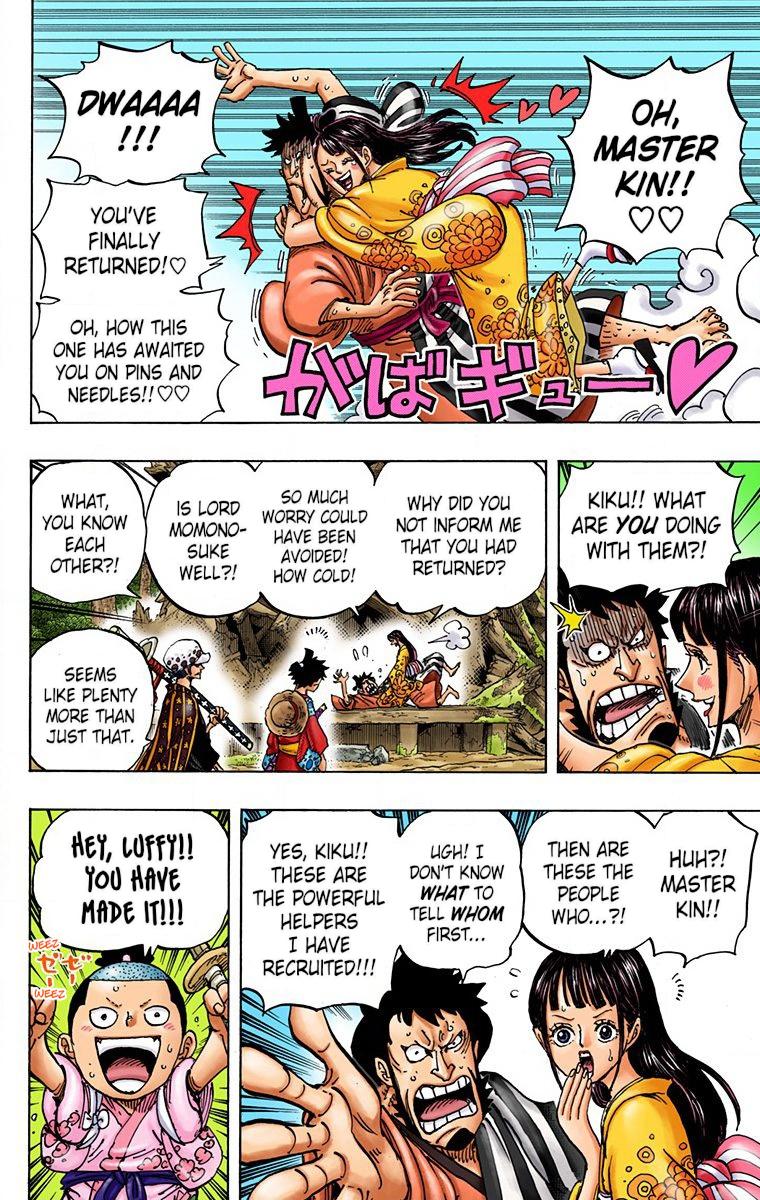 OH,
MASTER
KIN!!
♡♡
DWAAAA
!!!
YOU'VE
FINALLY
RETURNED!♡
OH, HOW THIS
ONE HAS AWAITED
YOU ON PINS AND
NEEDLES!!♡♡
がばギュー♥
KIKU!! WHAT
ARE YOU DOING
WITH THEM?!
WHY DID YOU
NOT INFORM ME
THAT YOU HAD
RETURNED?
SO MUCH
WORRY COULD
HAVE BEEN
AVOIDED!
HOW COLD!
IS LORD
MOMONO-
SUKE
WELL?!
WHAT,
YOU KNOW
EACH
OTHER?!
SEEMS
LIKE PLENTY
MORE THAN
JUST THAT.
HUH?!
MASTER
KIN!!
THEN ARE
THESE THE
PEOPLE
WHO...?!
UGH! I
DON'T KNOW
WHAT TO
TELL WHOM
FIRST...
YES, KIKU!!
THESE ARE
THE POWERFUL
HELPERS
I HAVE
RECRUITED!!!
HEY, LUFFY!!
YOU HAVE
MADE IT!!!
WEEZ
ゼーゼー
WEEZ